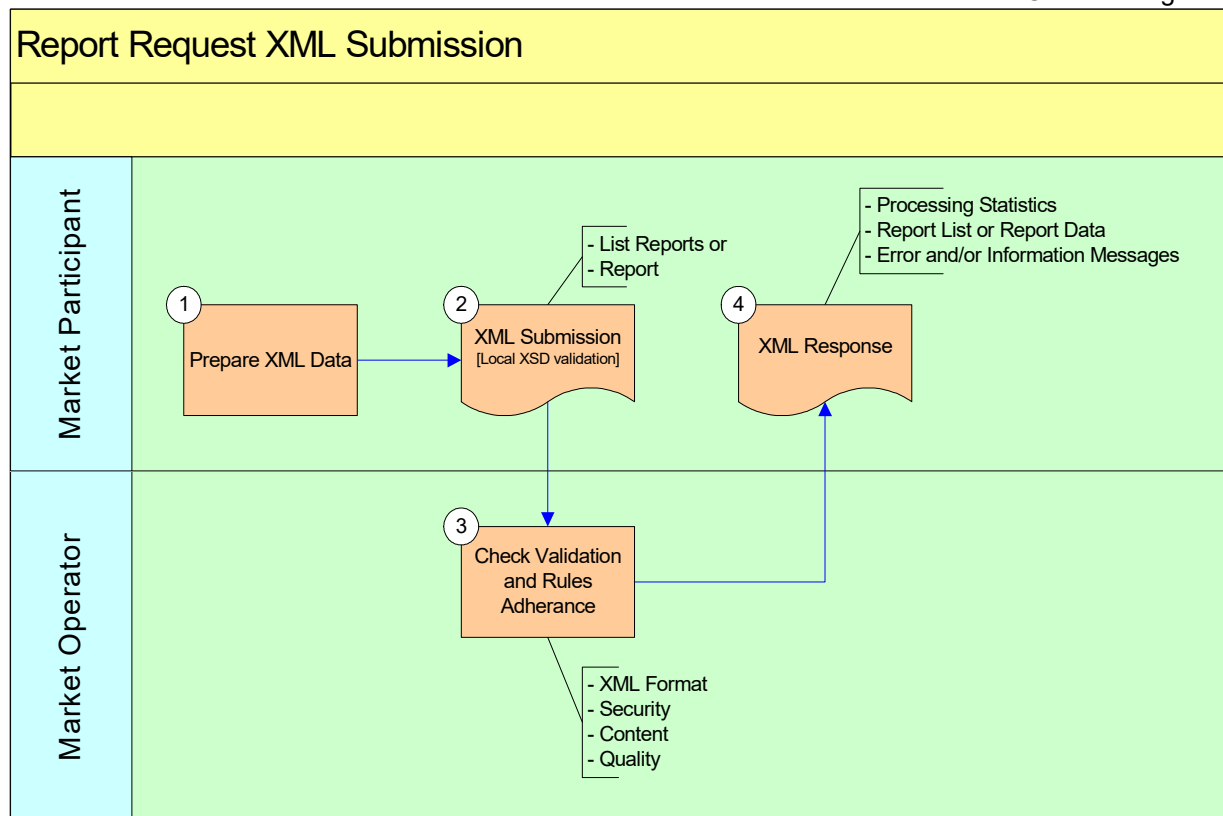 Report Request XML Submission
Market Participant
- Processing Statistics
- Report List or Report Data
- Error and/or Information Messages
- List Reports or
- Report
1
Prepare XML Data
2
XML Submission
[Local XSD validation]
4
XML Response
Market Operator
3
Check Validation
and Rules
Adherance
- XML Format
- Security
- Content
- Quality